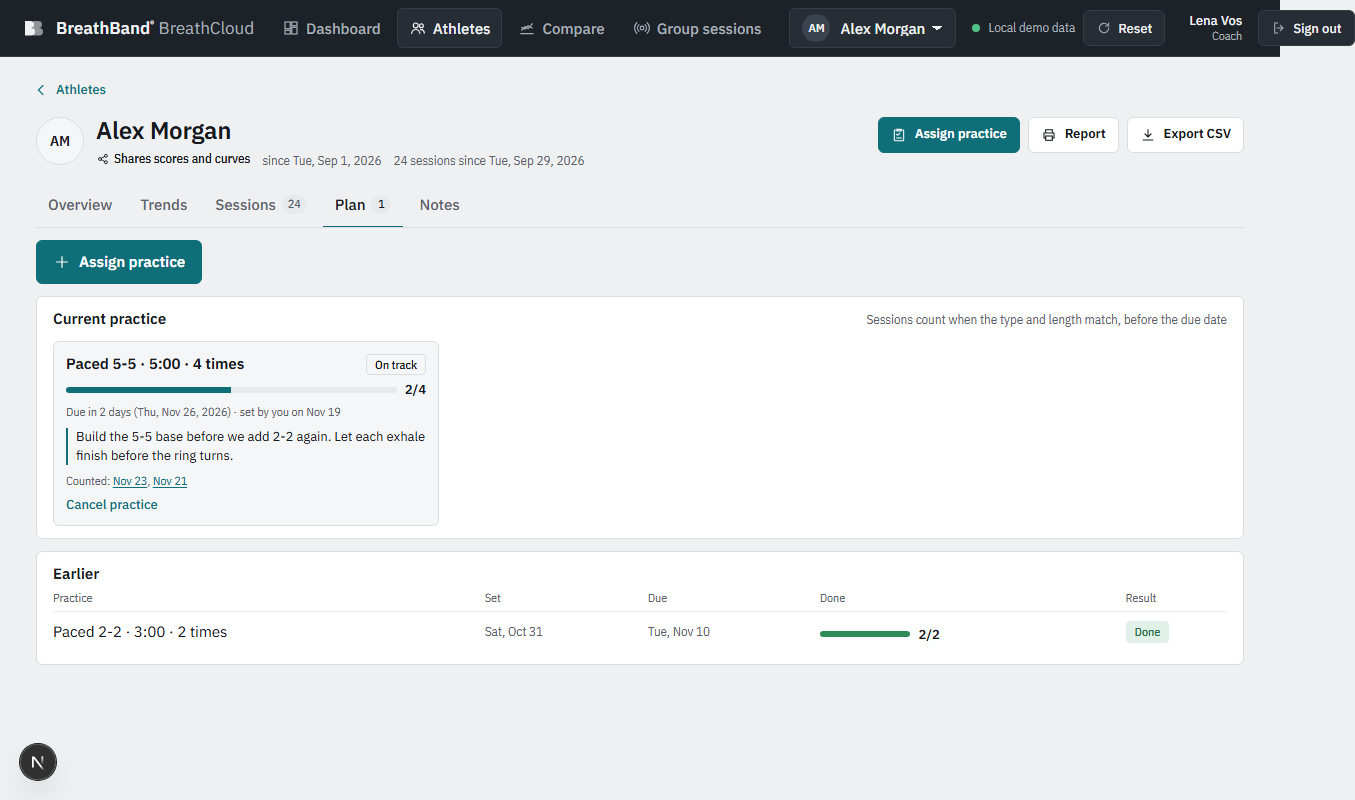 BreathBand® BreathCloud Dashboard Athletes Compare Group sessions AM Alex Morgan Local demo data Reset Lena Vos Coach Sign out
Athletes
AM Alex Morgan
Shares scores and curves since Tue, Sep 1, 2026 24 sessions since Tue, Sep 29, 2026
Assign practice Report Export CSV
Overview Trends Sessions 24 Plan 1 Notes
Assign practice
Current practice Sessions count when the type and length match, before the due date
Paced 5-5 · 5:00 · 4 times On track
2/4
Due in 2 days (Thu, Nov 26, 2026) · set by you on Nov 19
Build the 5-5 base before we add 2-2 again. Let each exhale
finish before the ring turns.
Counted: Nov 23, Nov 21
Cancel practice
Earlier
Practice Set Due Done Result
Paced 2-2 · 3:00 · 2 times Sat, Oct 31 Tue, Nov 10 2/2 Done
N